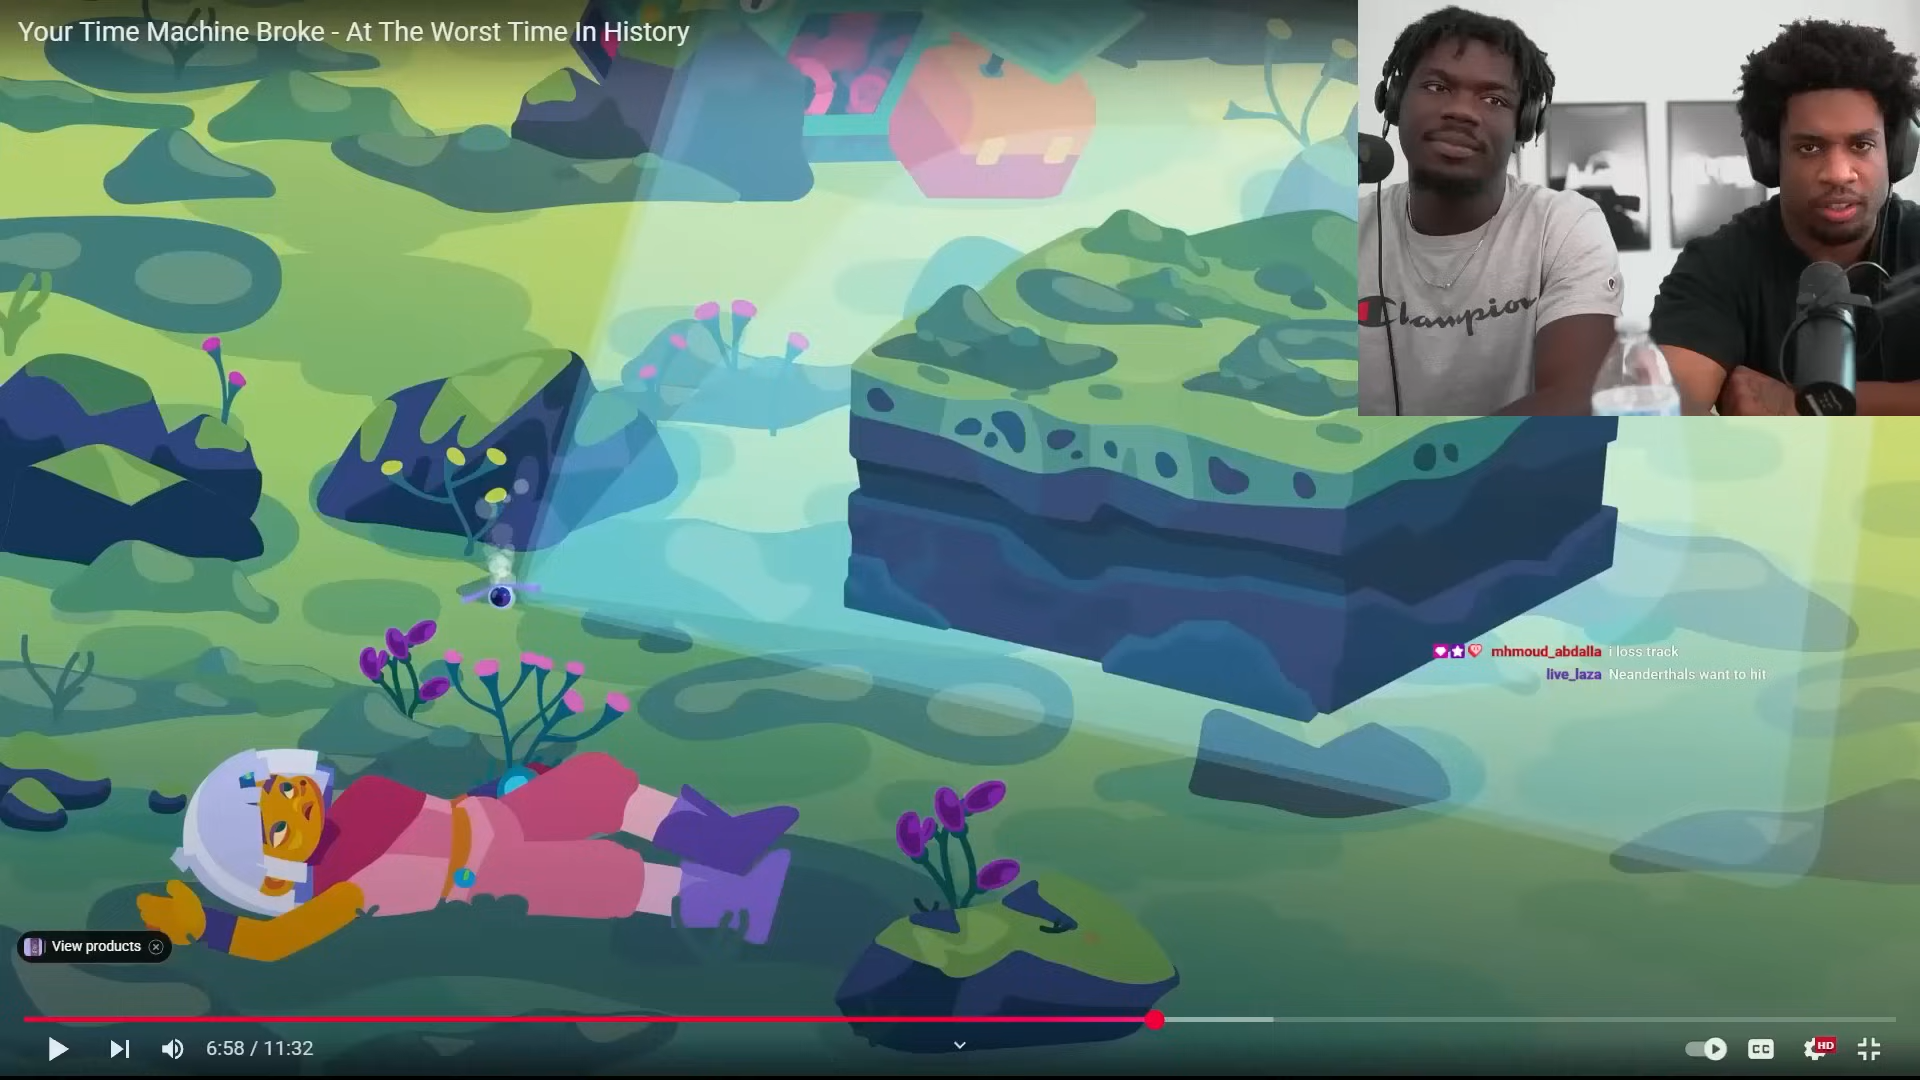 Your Time Machine Broke - At The Worst Time In History
Champion
mhmoud_abdalla i loss track
live_laza Neanderthals want to hit
View products
6:58 / 11:32
CC
HD